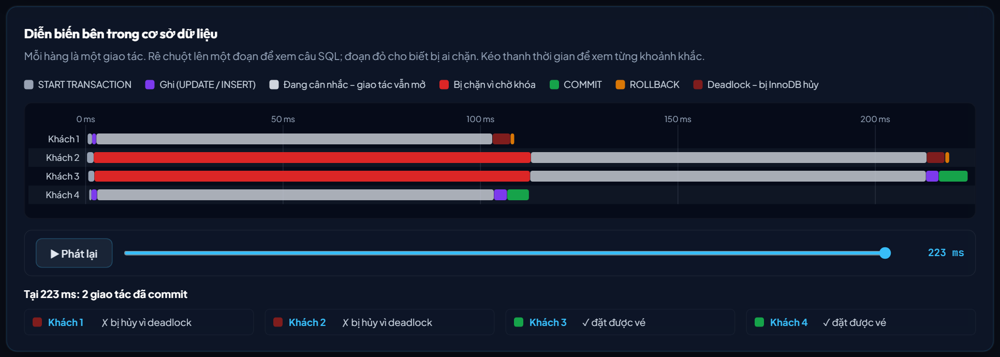 Diễn biến bên trong cơ sở dữ liệu
Mỗi hàng là một giao tác. Rê chuột lên một đoạn để xem câu SQL; đoạn đỏ cho biết bị ai chặn. Kéo thanh thời gian để xem từng khoảnh khắc.
START TRANSACTION Ghi (UPDATE / INSERT) Đang cân nhắc – giao tác vẫn mở Bị chặn vì chờ khóa COMMIT ROLLBACK Deadlock – bị InnoDB hủy
0 ms 50 ms 100 ms 150 ms 200 ms
Khách 1
Khách 2
Khách 3
Khách 4
▶ Phát lại 223 ms
Tại 223 ms: 2 giao tác đã commit
Khách 1 ✗ bị hủy vì deadlock Khách 2 ✗ bị hủy vì deadlock Khách 3 ✓ đặt được vé Khách 4 ✓ đặt được vé